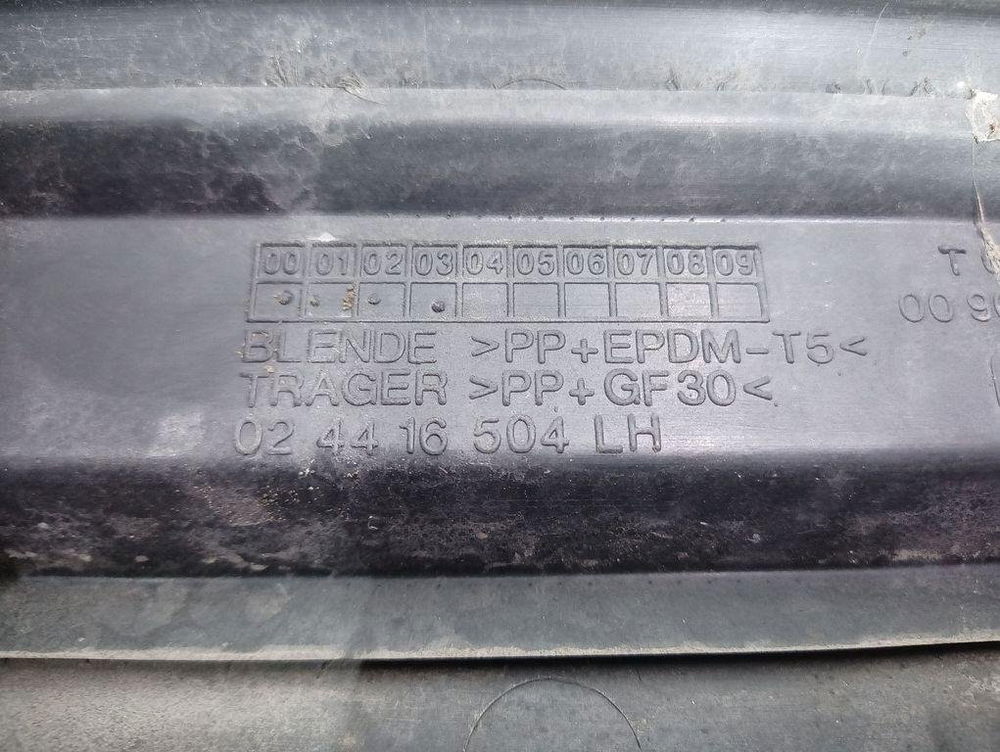 00 01 02 03 04 05 06 07 08 09
BLENDE >PP+EPDM-T5<
TRAGER >PP+GF30<
02 44 16 504 LH
T
00